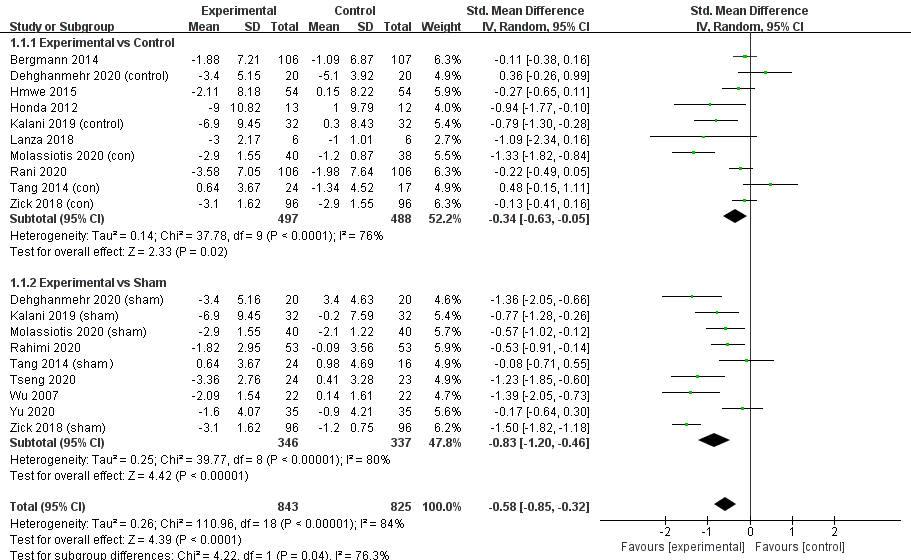 Experimental Control Std. Mean Difference Std. Mean Difference
Study or Subgroup Mean SD Total Mean SD Total Weight IV, Random, 95% CI IV, Random, 95% CI
1.1.1 Experimental vs Control
Bergmann 2014 -1.88 7.21 106 -1.09 6.87 107 6.3% -0.11 [-0.38, 0.16]
Dehghanmehr 2020 (control) -3.4 5.15 20 -5.1 3.92 20 4.9% 0.36 [-0.26, 0.99]
Hmwe 2015 -2.11 8.18 54 0.15 8.22 54 6.0% -0.27 [-0.65, 0.11]
Honda 2012 -9 10.82 13 1 9.79 12 4.0% -0.94 [-1.77, -0.10]
Kalani 2019 (control) -6.9 9.45 32 0.3 8.43 32 5.4% -0.79 [-1.30, -0.28]
Lanza 2018 -3 2.17 6 -1 1.01 6 2.7% -1.09 [-2.34, 0.16]
Molassiotis 2020 (con) -2.9 1.55 40 -1.2 0.87 38 5.5% -1.33 [-1.82, -0.84]
Rani 2020 -3.58 7.05 106 -1.98 7.64 106 6.3% -0.22 [-0.49, 0.05]
Tang 2014 (con) 0.64 3.67 24 -1.34 4.52 17 4.8% 0.48 [-0.15, 1.11]
Zick 2018 (con) -3.1 1.62 96 -2.9 1.55 96 6.3% -0.13 [-0.41, 0.16]
Subtotal (95% CI) 497 488 52.2% -0.34 [-0.63, -0.05]
Heterogeneity: Tau² = 0.14; Chi² = 37.78, df = 9 (P < 0.0001); I² = 76%
Test for overall effect: Z = 2.33 (P = 0.02)
1.1.2 Experimental vs Sham
Dehghanmehr 2020 (sham) -3.4 5.16 20 3.4 4.63 20 4.6% -1.36 [-2.05, -0.66]
Kalani 2019 (sham) -6.9 9.45 32 -0.2 7.59 32 5.4% -0.77 [-1.28, -0.26]
Molassiotis 2020 (sham) -2.9 1.55 40 -2.1 1.22 40 5.7% -0.57 [-1.02, -0.12]
Rahimi 2020 -1.82 2.95 53 -0.09 3.56 53 5.9% -0.53 [-0.91, -0.14]
Tang 2014 (sham) 0.64 3.67 24 0.98 4.69 16 4.8% -0.08 [-0.71, 0.55]
Tseng 2020 -3.36 2.76 24 0.41 3.28 23 4.9% -1.23 [-1.85, -0.60]
Wu 2007 -2.09 1.54 22 0.14 1.61 22 4.7% -1.39 [-2.05, -0.73]
Yu 2020 -1.6 4.07 35 -0.9 4.21 35 5.6% -0.17 [-0.64, 0.30]
Zick 2018 (sham) -3.1 1.62 96 -1.2 0.75 96 6.1% -1.50 [-1.82, -1.18]
Subtotal (95% CI) 346 337 47.8% -0.83 [-1.20, -0.46]
Heterogeneity: Tau² = 0.25; Chi² = 39.77, df = 8 (P < 0.00001); I² = 80%
Test for overall effect: Z = 4.42 (P < 0.00001)
Total (95% CI) 843 825 100.0% -0.58 [-0.85, -0.32]
Heterogeneity: Tau² = 0.26; Chi² = 110.96, df = 18 (P < 0.00001); I² = 84%
Test for overall effect: Z = 4.39 (P < 0.0001)
Test for subgroup differences: Chi² = 4.22, df = 1 (P = 0.04), I² = 76.3%
-2 -1 0 1 2
Favours [experimental] Favours [control]